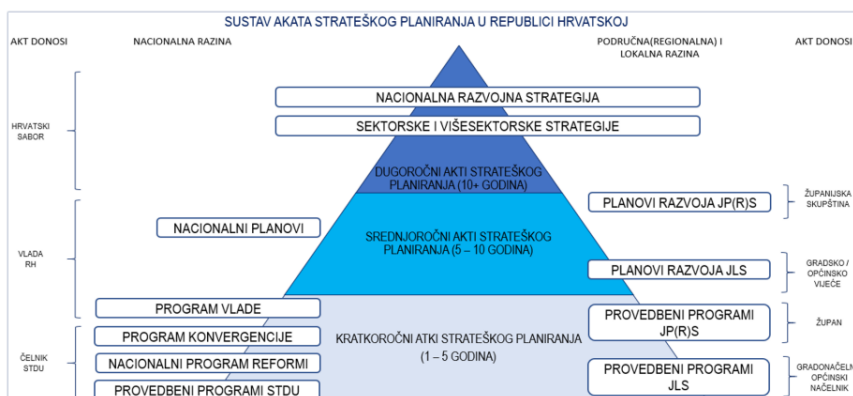 SUSTAV AKATA STRATEŠKOG PLANIRANJA U REPUBLICI HRVATSKOJ
AKT DONOSI
NACIONALNA RAZINA
PODRUČNA(REGIONALNA) I
LOKALNA RAZINA
AKT DONOSI
NACIONALNA RAZVOJNA STRATEGIJA
HRVATSKI
SABOR
SEKTORSKE I VIŠESEKTORSKE STRATEGIJE
DUGOROČNI AKTI STRATEŠKOG
PLANIRANJA (10+ GODINA)
PLANOVI RAZVOJA JP(R)S
ŽUPANIJSKA
SKUPŠTINA
NACIONALNI PLANOVI
SREDNJOROČNI AKTI STRATEŠKOG
PLANIRANJA (5 – 10 GODINA)
VLADA
RH
PLANOVI RAZVOJA JLS
GRADSKO /
OPĆINSKO
VIJEĆE
PROGRAM VLADE
PROGRAM KONVERGENCIJE
KRATKOROČNI ATKI STRATEŠKOG PLANIRANJA
(1 – 5 GODINA)
PROVEDBENI PROGRAMI
JP(R)S
ŽUPAN
ČELNIK
STDU
NACIONALNI PROGRAM REFORMI
PROVEDBENI PROGRAMI STDU
PROVEDBENI PROGRAMI
JLS
GRADONAČELN
OPĆINSKI
NAČELNIK